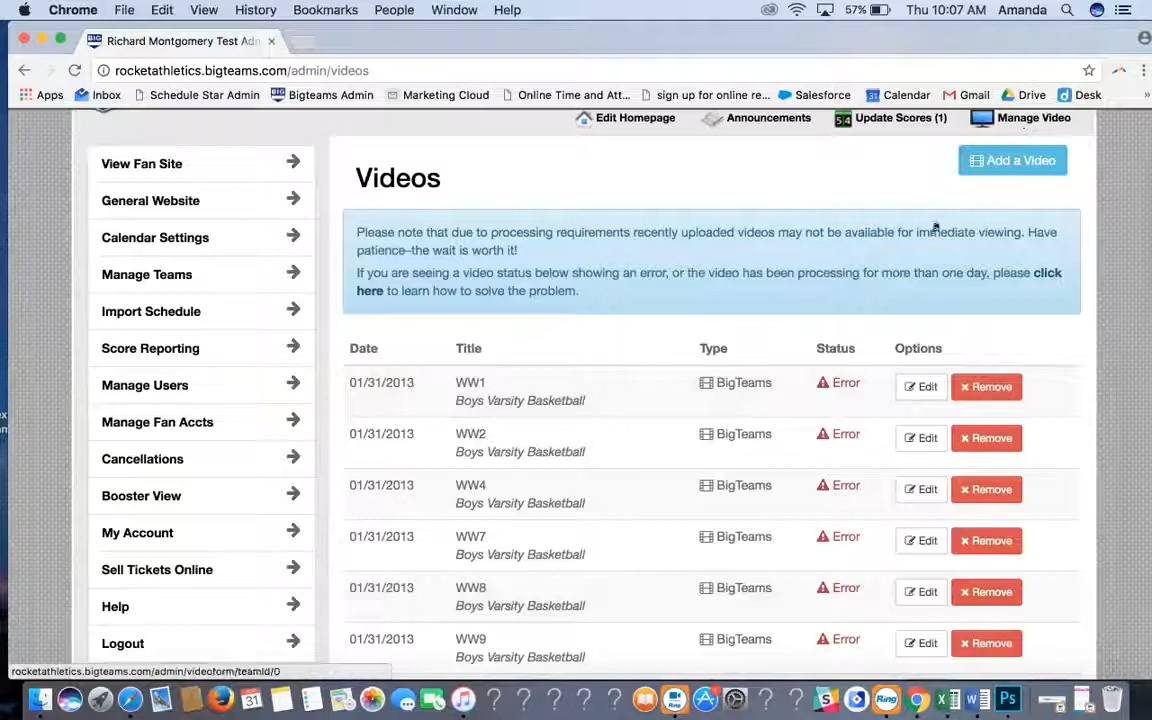 Chrome File Edit View History Bookmarks People Window Help 57% Thu 10:07 AM Amanda
BIG Richard Montgomery Test Adn ×
rocketathletics.bigteams.com/admin/videos
Apps Inbox Schedule Star Admin Bigteams Admin Marketing Cloud Online Time and Att... sign up for online re... Salesforce 31 Calendar Gmail Drive Desk »
Edit Homepage Announcements Update Scores (1) Manage Video
View Fan Site
General Website
Calendar Settings
Manage Teams
Import Schedule
Score Reporting
Manage Users
Manage Fan Accts
Cancellations
Booster View
My Account
Sell Tickets Online
Help
Logout
Add a Video
Videos
Please note that due to processing requirements recently uploaded videos may not be available for immediate viewing. Have
patience–the wait is worth it!
If you are seeing a video status below showing an error, or the video has been processing for more than one day, please click
here to learn how to solve the problem.
Date Title Type Status Options
01/31/2013 WW1 BigTeams Error Edit × Remove
Boys Varsity Basketball
01/31/2013 WW2 BigTeams Error Edit × Remove
Boys Varsity Basketball
01/31/2013 WW4 BigTeams Error Edit × Remove
Boys Varsity Basketball
01/31/2013 WW7 BigTeams Error Edit × Remove
Boys Varsity Basketball
01/31/2013 WW8 BigTeams Error Edit × Remove
Boys Varsity Basketball
01/31/2013 WW9 BigTeams Error Edit × Remove
Boys Varsity Basketball
rocketathletics.bigteams.com/admin/videoform/teamId/0
31 Ring Ring Ps